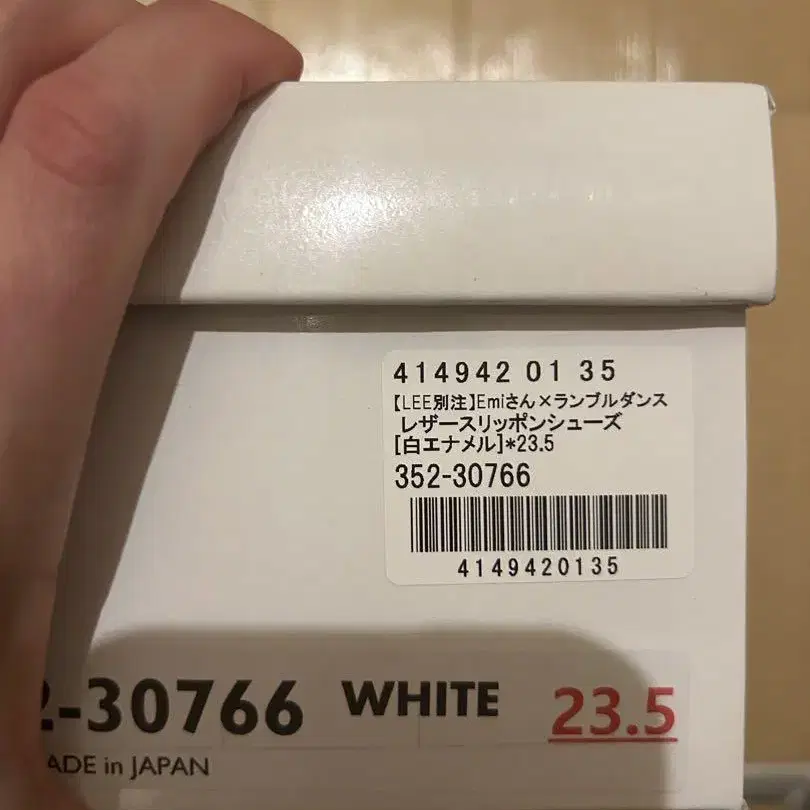 414942 01 35
【LEE別注】Emiさん×ランブルダンス
レザースリッポンシューズ
[白エナメル]*23.5
352-30766
4149420135
2-30766 WHITE 23.5
ADE in JAPAN